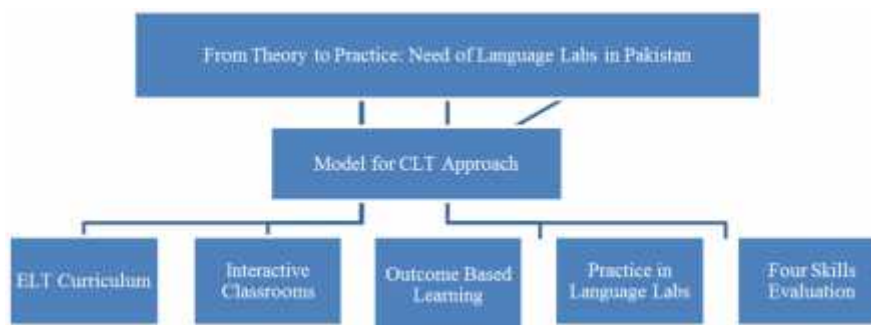 From Theory to Practice: Need of Language Labs in Pakistan
Model for CLT Approach
ELT Curriculum
Interactive
Classrooms
Outcome Based
Learning
Practice in
Language Labs
Four Skills
Evaluation